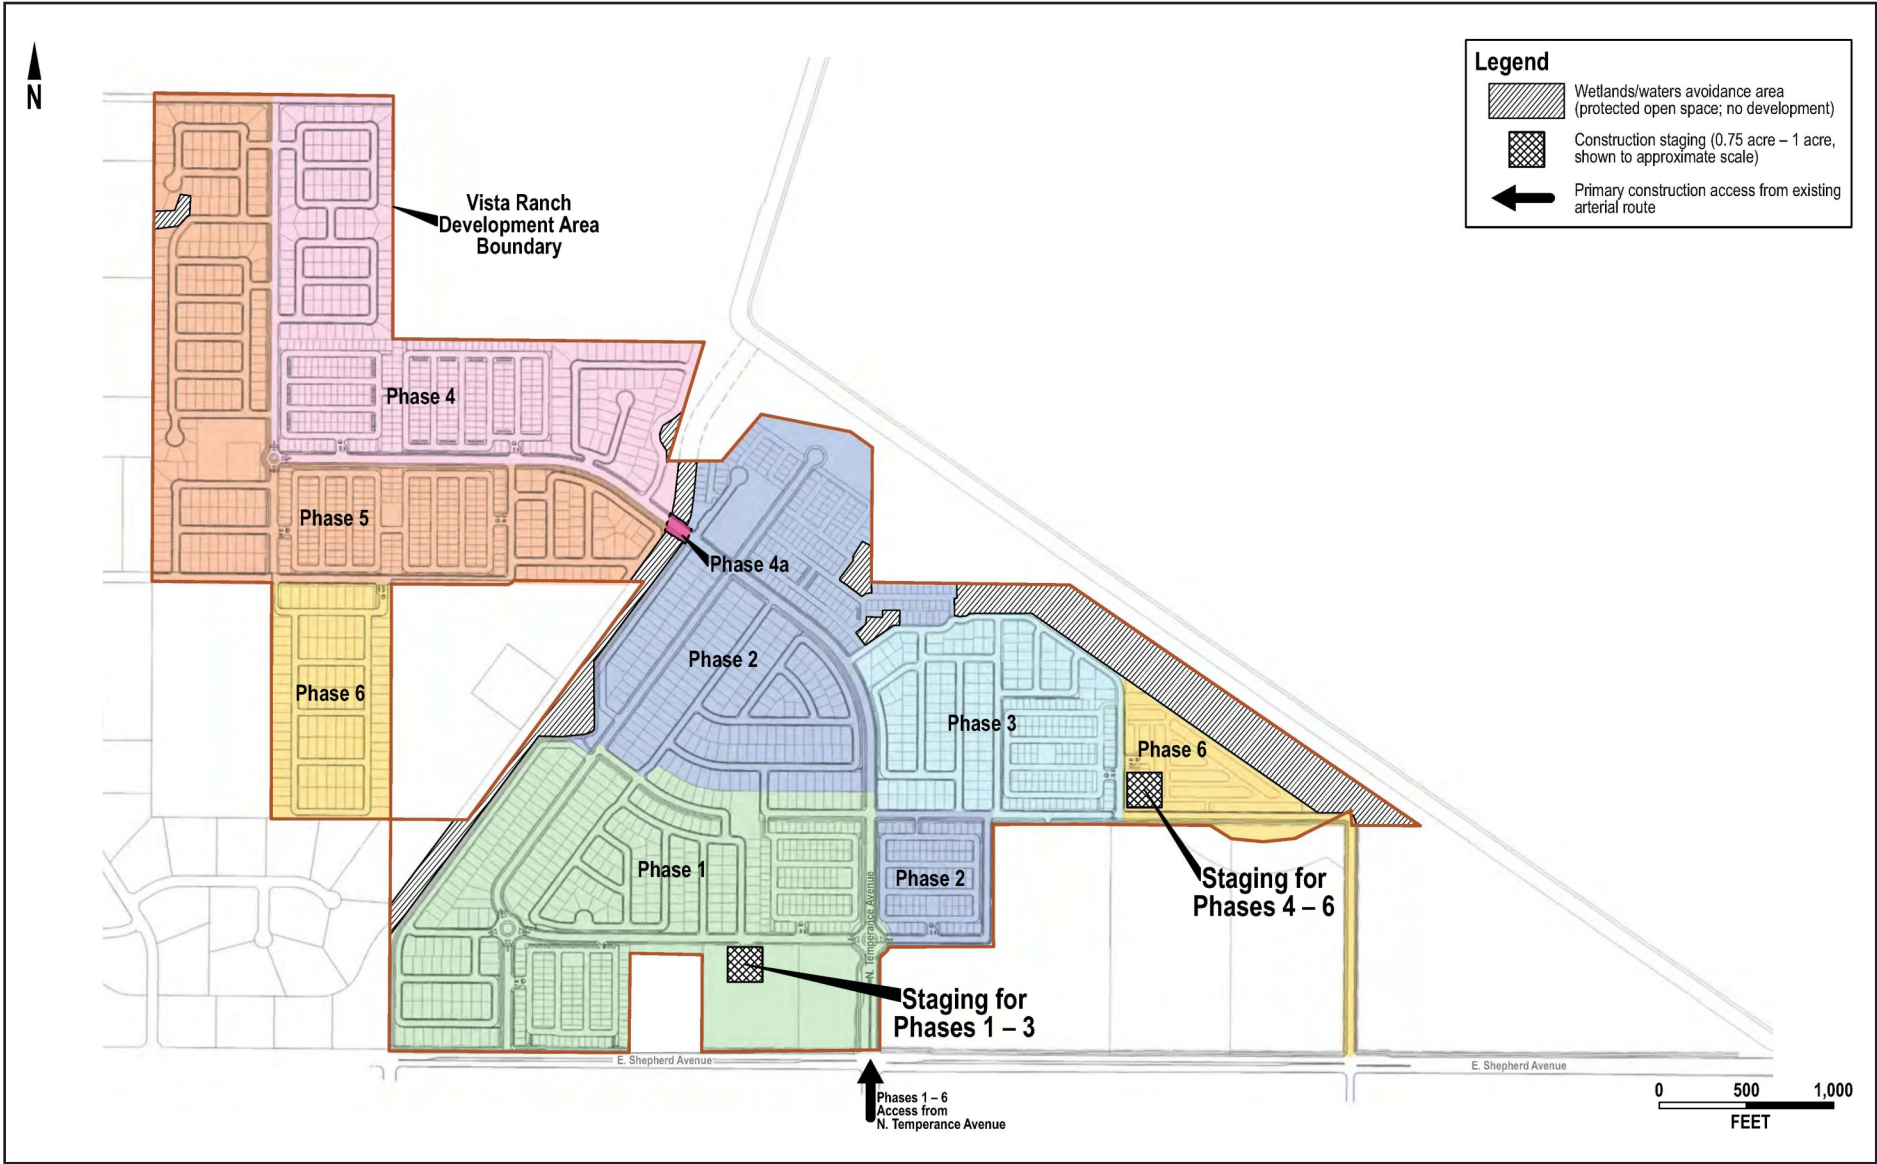 N
Legend
Wetlands/waters avoidance area
(protected open space; no development)
Construction staging (0.75 acre – 1 acre,
shown to approximate scale)
Primary construction access from existing
arterial route
Vista Ranch
Development Area
Boundary
Phase 4
Phase 5
Phase 4a
Phase 2
Phase 6
Phase 3
Phase 6
Phase 1
Phase 2
Staging for
Phases 4 – 6
N. Temperance Avenue
Staging for
Phases 1 – 3
E. Shepherd Avenue
E. Shepherd Avenue
Phases 1 – 6
Access from
N. Temperance Avenue
0 500 1,000
FEET